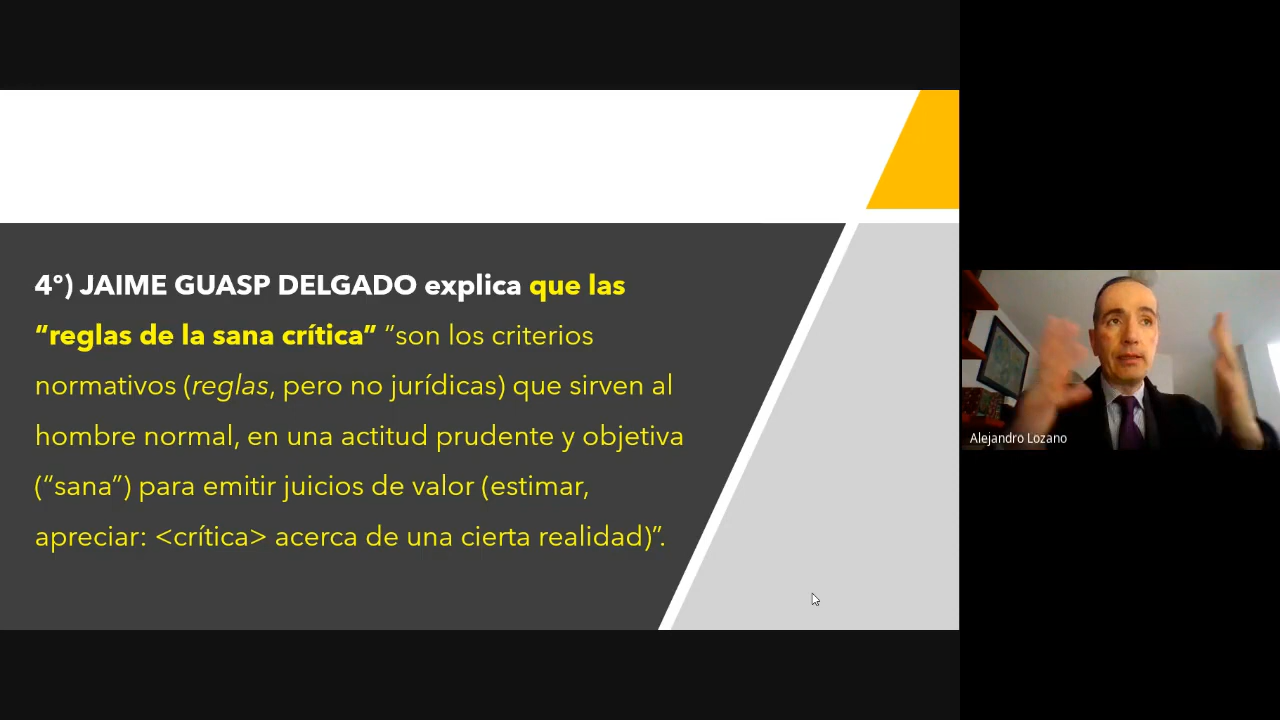 4º) JAIME GUASP DELGADO explica que las
“reglas de la sana crítica” “son los criterios
normativos (reglas, pero no jurídicas) que sirven al
hombre normal, en una actitud prudente y objetiva
(“sana”) para emitir juicios de valor (estimar,
apreciar: <crítica> acerca de una cierta realidad)”.
Alejandro Lozano